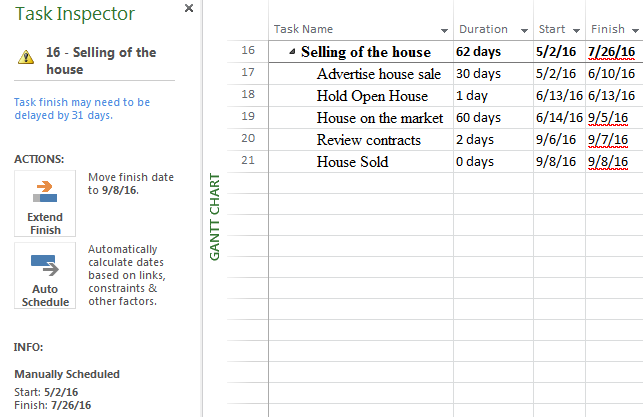 Task Inspector
16 - Selling of the
house
Task finish may need to be
delayed by 31 days.
ACTIONS:
Extend
Finish
Move finish date
to 9/8/16.
Auto
Schedule
Automatically
calculate dates
based on links,
constraints &
other factors.
INFO:
Manually Scheduled
Start: 5/2/16
Finish: 7/26/16
GANTT CHART
Task Name Duration Start Finish
16 Selling of the house 62 days 5/2/16 7/26/16
17 Advertise house sale 30 days 5/2/16 6/10/16
18 Hold Open House 1 day 6/13/16 6/13/16
19 House on the market 60 days 6/14/16 9/5/16
20 Review contracts 2 days 9/6/16 9/7/16
21 House Sold 0 days 9/8/16 9/8/16